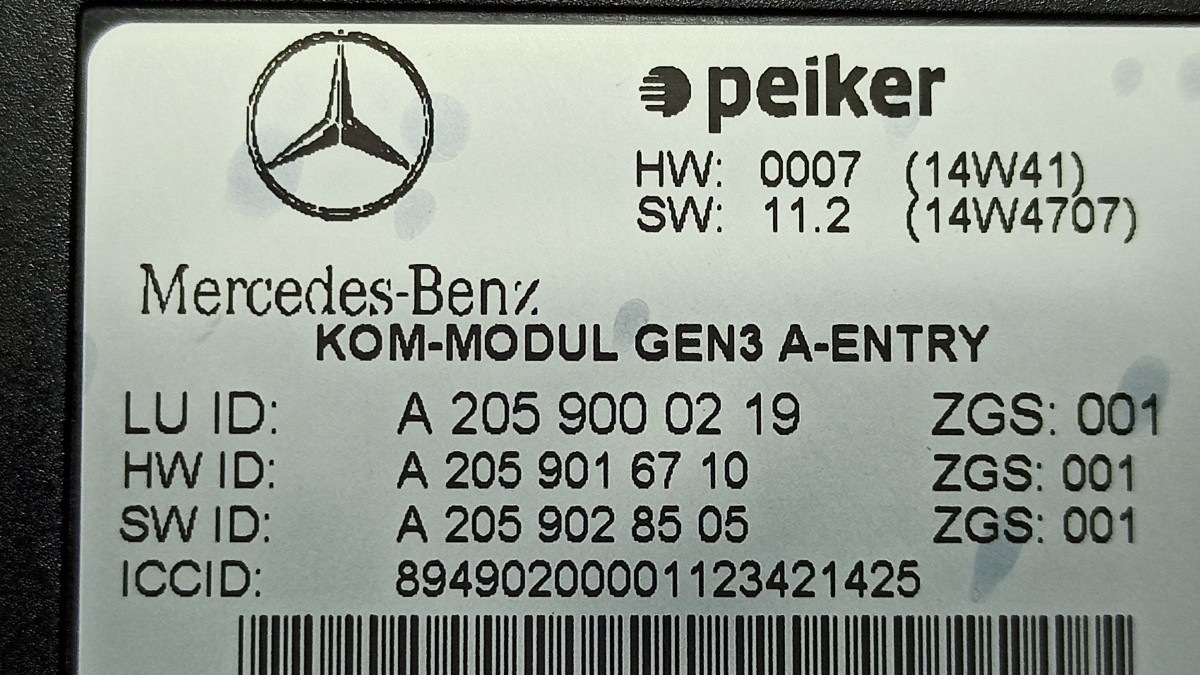 peiker
HW: 0007 (14W41)
SW: 11.2 (14W4707)
Mercedes-Benz
KOM-MODUL GEN3 A-ENTRY
LU ID: A 205 900 02 19 ZGS: 001
HW ID: A 205 901 67 10 ZGS: 001
SW ID: A 205 902 85 05 ZGS: 001
ICCID: 89490200001123421425